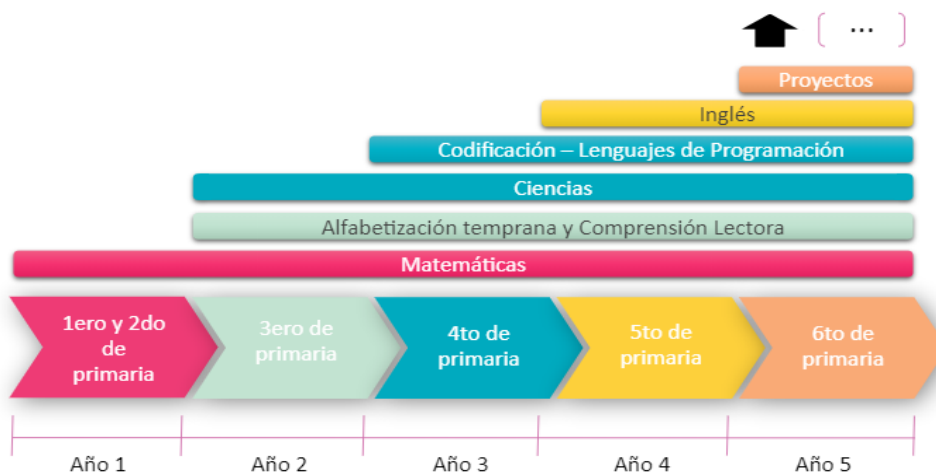 ...
Proyectos
Inglés
Codificación – Lenguajes de Programación
Ciencias
Alfabetización temprana y Comprensión Lectora
Matemáticas
1ero y 2do
de
primaria
3ero de
primaria
4to de
primaria
5to de
primaria
6to de
primaria
Año 1
Año 2
Año 3
Año 4
Año 5